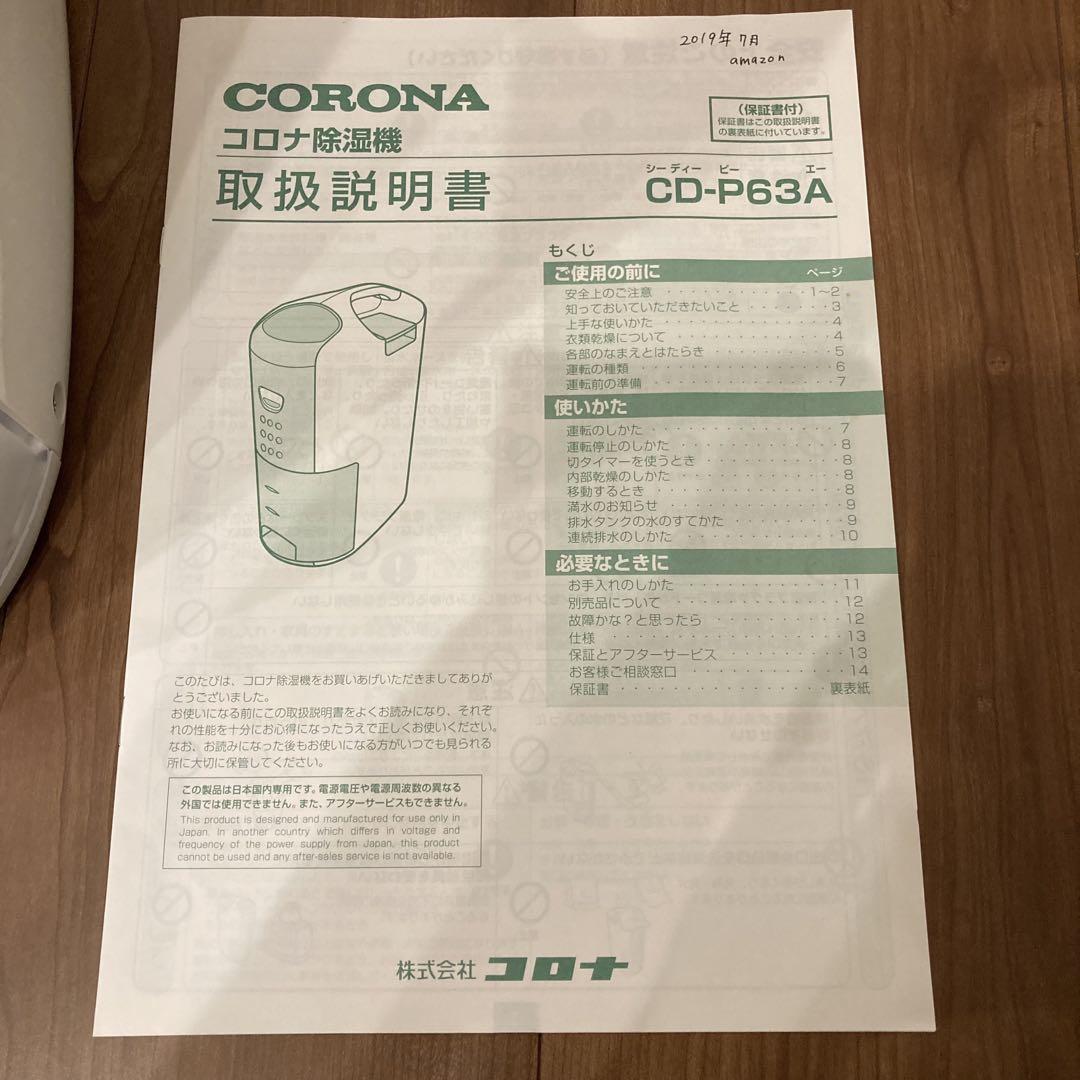 2019年7月
amazon
CORONA
コロナ除湿機
(保証書付)
保証書はこの取扱説明書
の裏表紙に付いています。
取扱説明書
シーディー ピー エー
CD-P63A
もくじ
ご使用の前に ページ
安全上のご注意 ············ 1~2
知っておいていただきたいこと ······· 3
上手な使いかた ············ 4
衣類乾燥について ············ 4
各部のなまえとはたらき ·········· 5
運転の種類 ·············· 6
運転前の準備 ············· 7
使いかた
運転のしかた ············· 7
運転停止のしかた ············ 8
切タイマーを使うとき ·········· 8
内部乾燥のしかた ············ 8
移動するとき ············· 8
満水のお知らせ ············ 9
排水タンクの水のすてかた ········ 9
連続排水のしかた ··········· 10
必要なときに
お手入れのしかた ··········· 11
別売品について ············ 12
故障かな?と思ったら ·········· 12
仕様 ················ 13
保証とアフターサービス ········· 13
お客様ご相談窓口 ··········· 14
保証書 ·············· 裏表紙
このたびは、コロナ除湿機をお買いあげいただきましてありが
とうございました。
お使いになる前にこの取扱説明書をよくお読みになり、それぞ
れの性能を十分にお心得になったうえで正しくお使いください。
なお、お読みになった後もお使いになる方がいつでも見られる
所に大切に保管してください。
この製品は日本国内専用です。電源電圧や電源周波数の異なる
外国では使用できません。また、アフターサービスもできません。
This product is designed and manufactured for use only in
Japan. In another country which differs in voltage and
frequency of the power supply from Japan, this product
cannot be used and any after-sales service is not available.
株式会社 コロナ